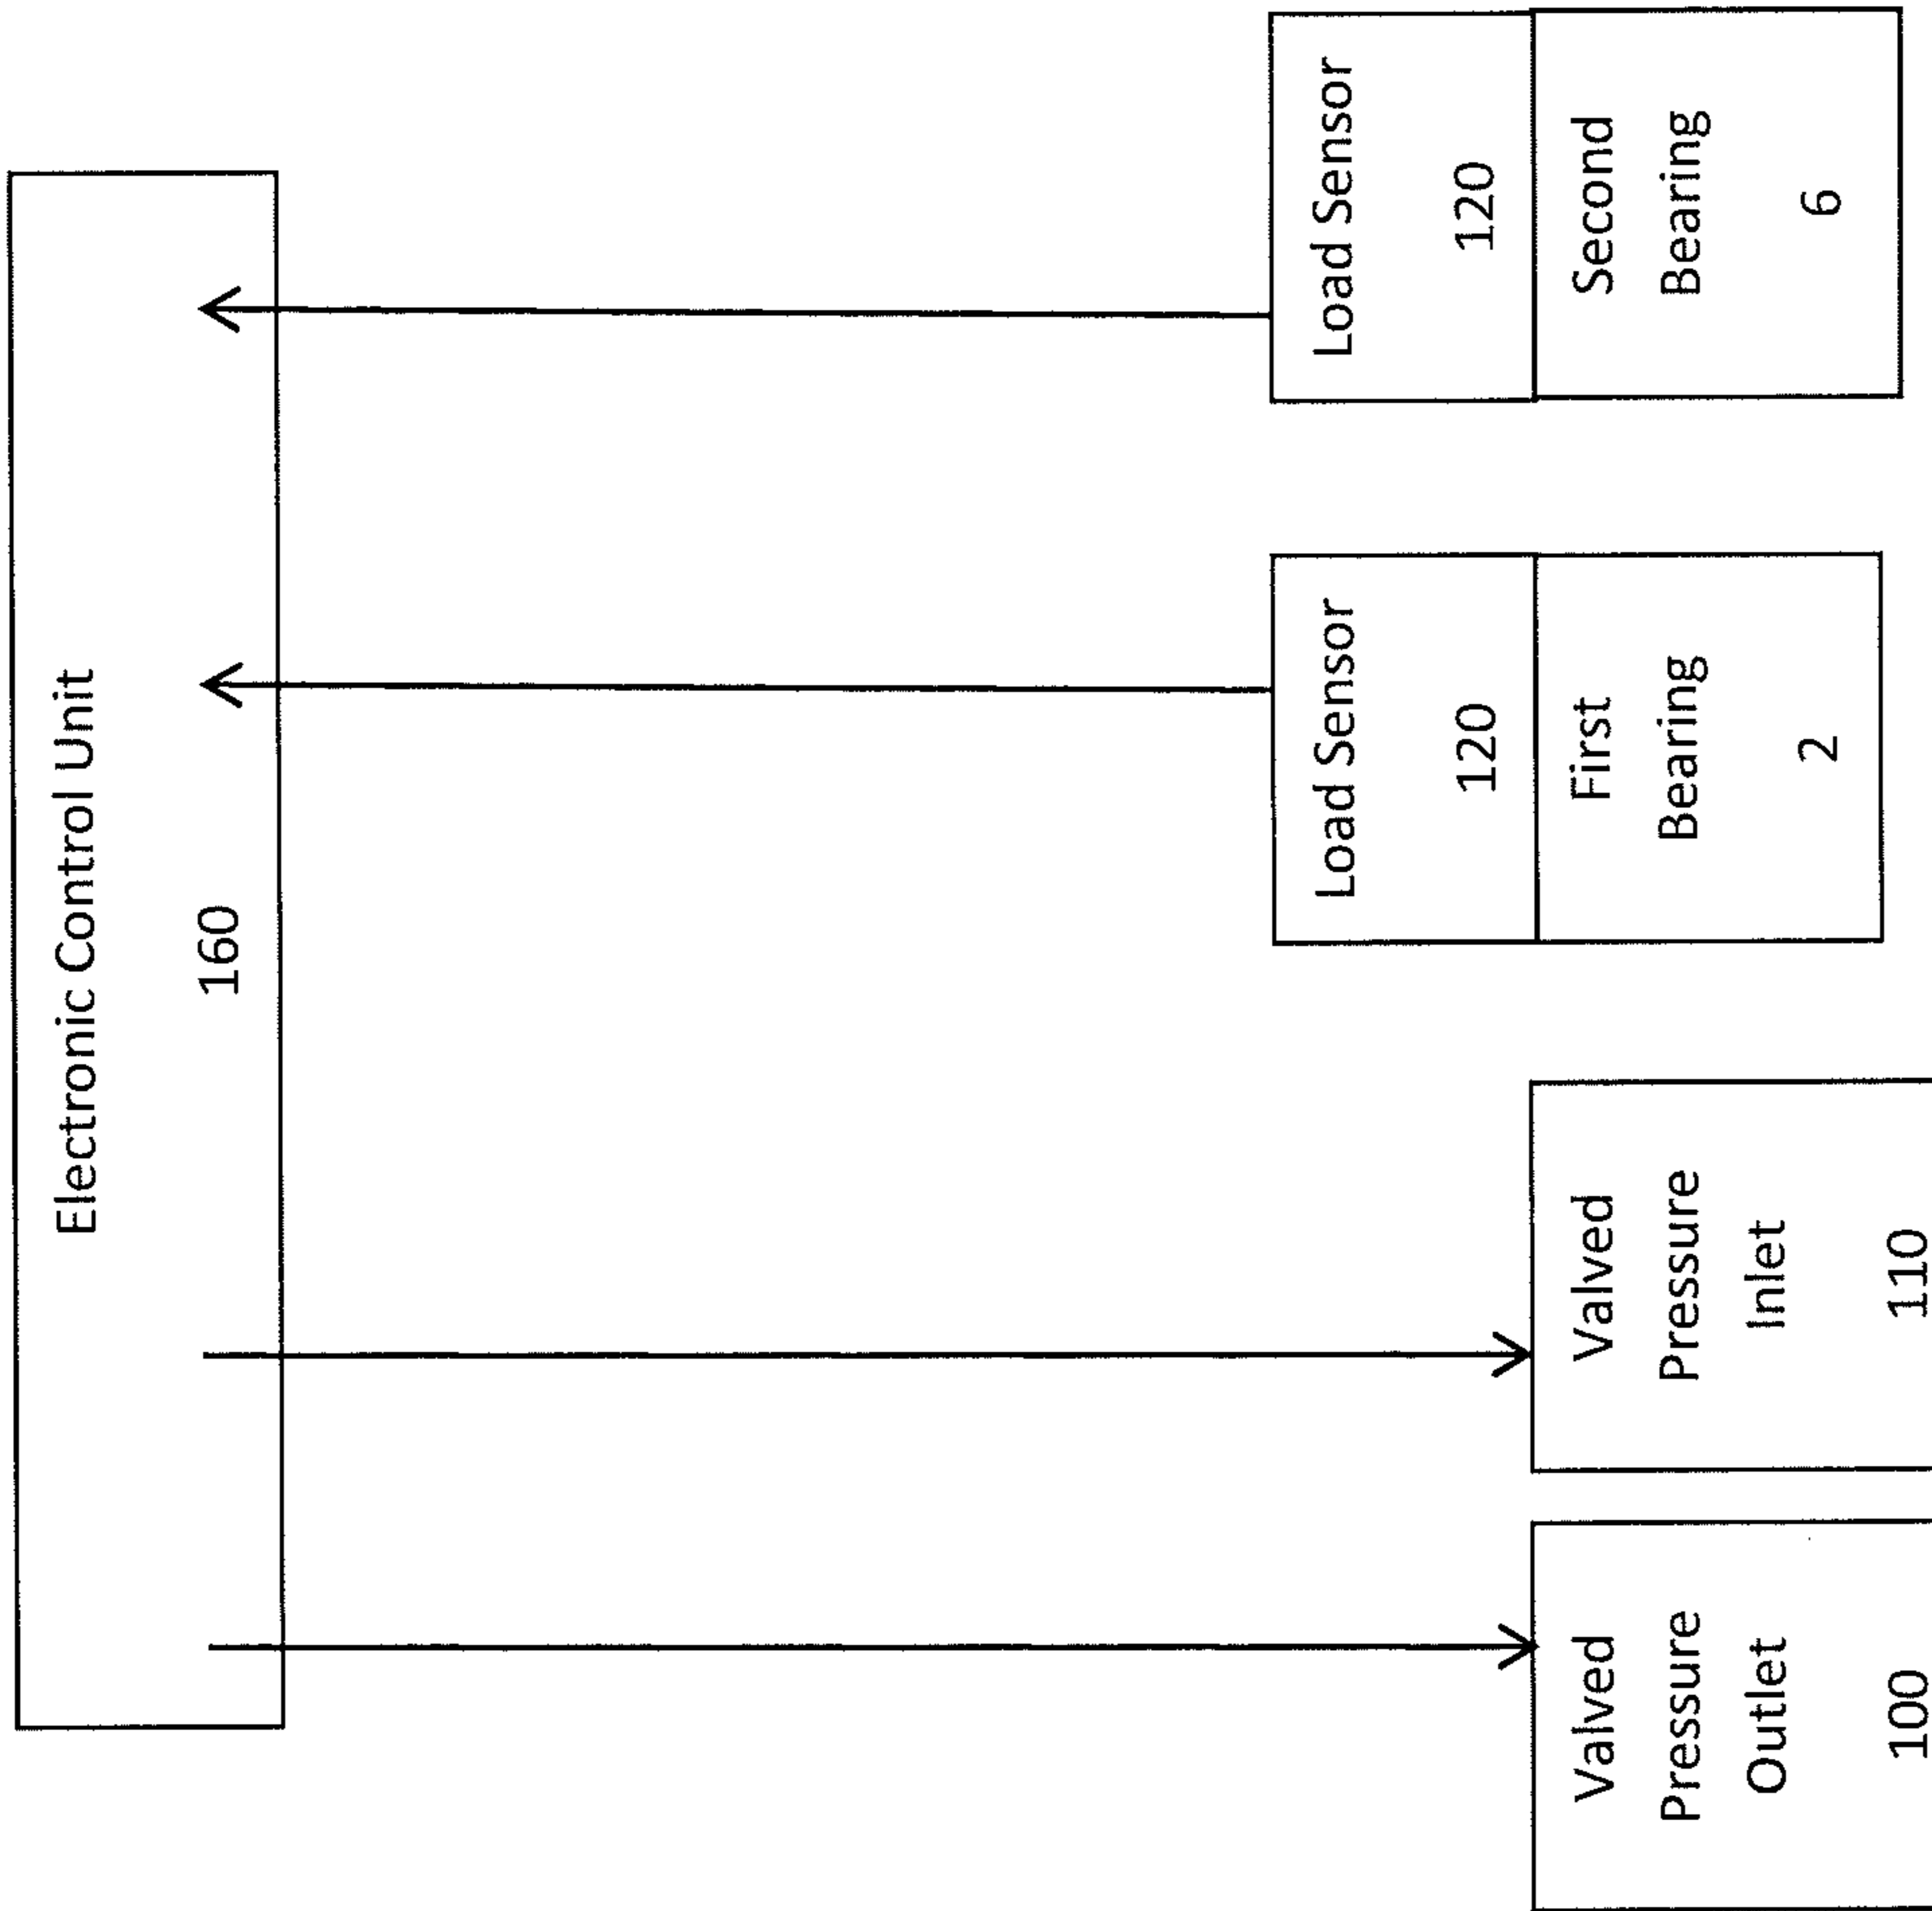 Electronic Control Unit
160
Valved
Pressure
Outlet
100
Valved
Pressure
Inlet
110
Load Sensor
120
First
Bearing
2
Load Sensor
120
Second
Bearing
6